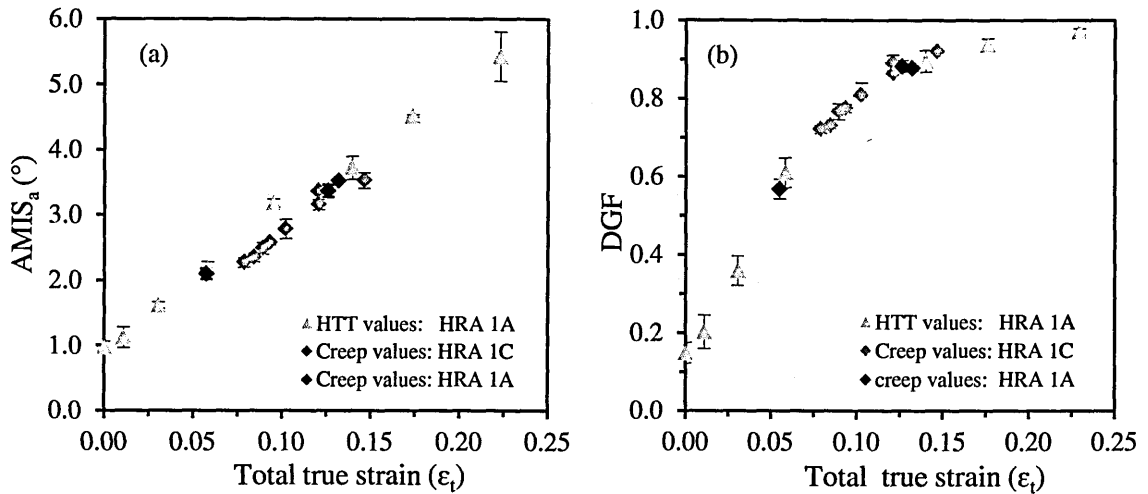 6.0
(a)
5.0
4.0
3.0
2.0
1.0
0.0
AMISₐ (°)
HTT values: HRA 1A
Creep values: HRA 1C
Creep values: HRA 1A
0.00 0.05 0.10 0.15 0.20 0.25
Total true strain (εₜ)
1.0
(b)
0.8
0.6
0.4
0.2
0.0
DGF
HTT values: HRA 1A
Creep values: HRA 1C
creep values: HRA 1A
0.00 0.05 0.10 0.15 0.20 0.25
Total true strain (εₜ)